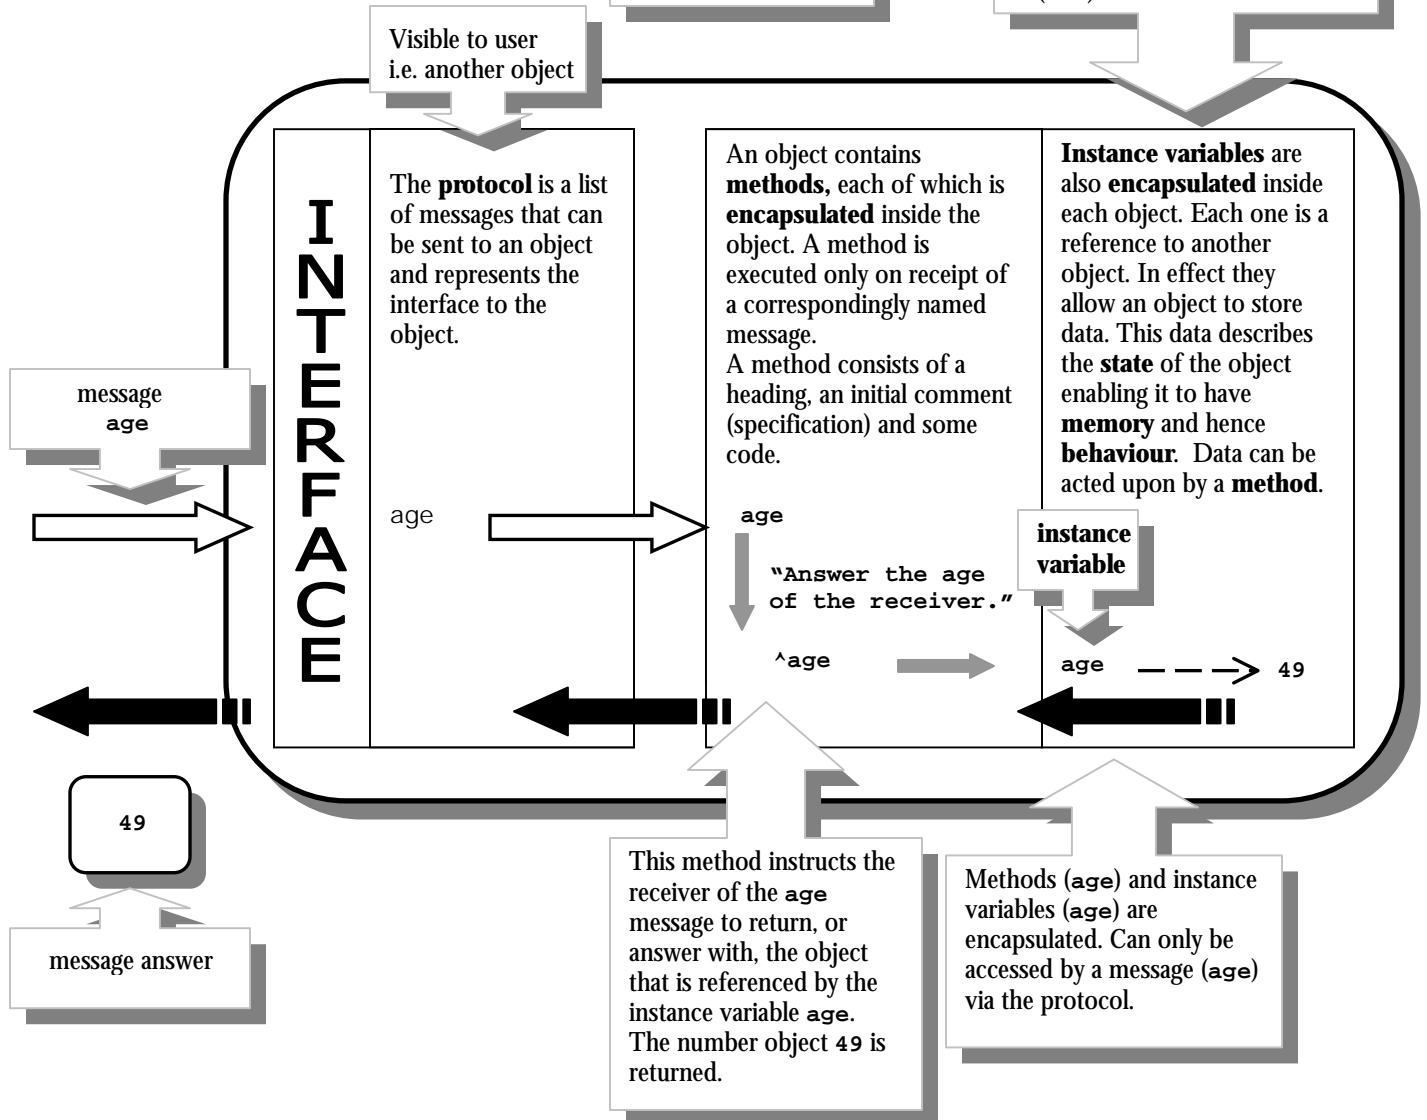 Visible to user
i.e. another object
INTERFACE
The protocol is a list
of messages that can
be sent to an object
and represents the
interface to the
object.
age
An object contains
methods, each of which is
encapsulated inside the
object. A method is
executed only on receipt of
a correspondingly named
message.
A method consists of a
heading, an initial comment
(specification) and some
code.
age
“Answer the age
of the receiver.”
^age
Instance variables are
also encapsulated inside
each object. Each one is a
reference to another
object. In effect they
allow an object to store
data. This data describes
the state of the object
enabling it to have
memory and hence
behaviour.  Data can be
acted upon by a method.
instance
variable
age
49
message
age
49
message answer
This method instructs the
receiver of the age
message to return, or
answer with, the object
that is referenced by the
instance variable age.
The number object 49 is
returned.
Methods (age) and instance
variables (age) are
encapsulated. Can only be
accessed by a message (age)
via the protocol.